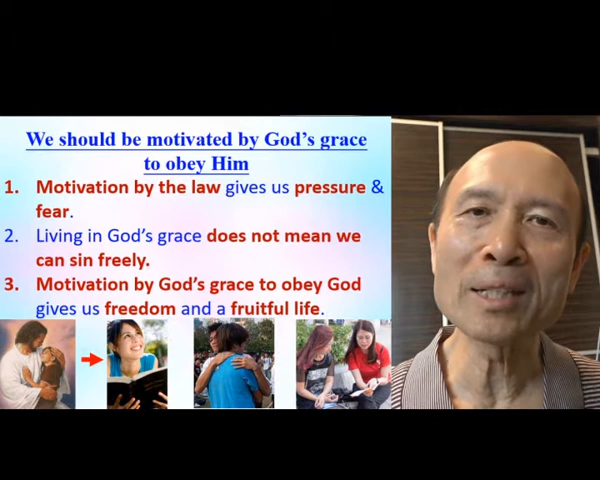 We should be motivated by God's grace
to obey Him
1. Motivation by the law gives us pressure &
fear.
2. Living in God's grace does not mean we
can sin freely.
3. Motivation by God's grace to obey God
gives us freedom and a fruitful life.